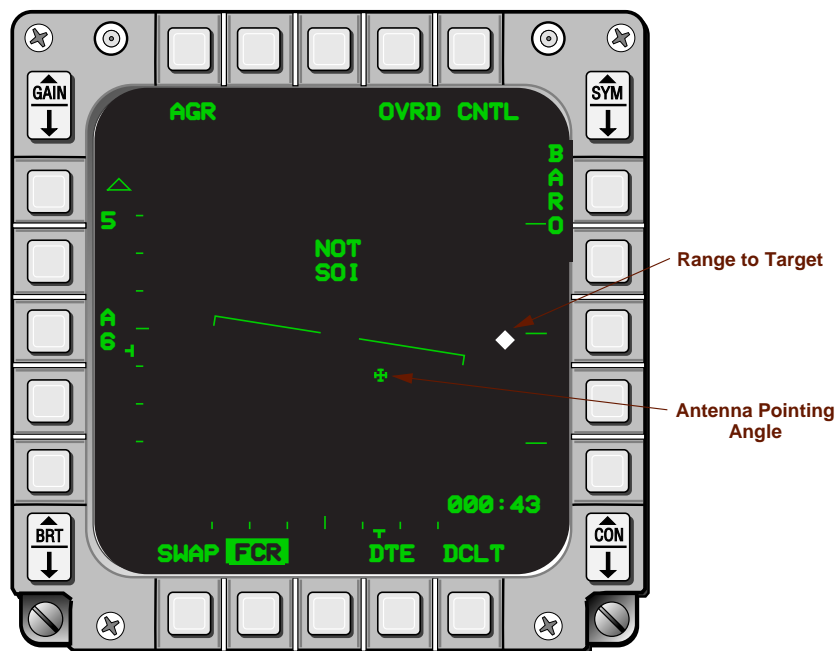 GAIN
SYM
AGR
OVRD CNTL
BARO
5
NOT
SOI
A
6
Range to Target
Antenna Pointing
Angle
000:43
BRT
CON
SWAP FCR DTE DCLT